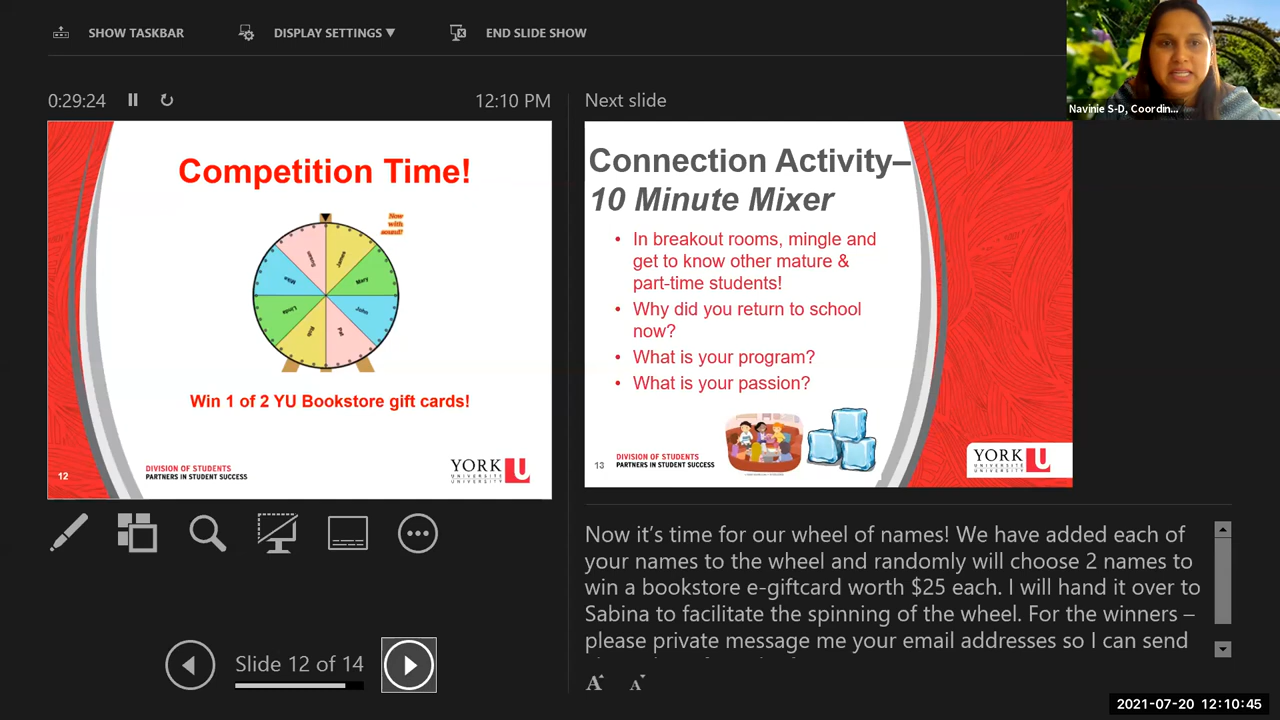 SHOW TASKBAR
DISPLAY SETTINGS ▼
END SLIDE SHOW
Navinie S-D, Coordin...
0:29:24
12:10 PM
Next slide
Competition Time!
Now
with
sound!
James
Mary
John
Pat
Bob
Linda
Mike
Susan
Win 1 of 2 YU Bookstore gift cards!
12
DIVISION OF STUDENTS
PARTNERS IN STUDENT SUCCESS
YORK U
UNIVERSITÉ
UNIVERSITY
Connection Activity–
10 Minute Mixer
• In breakout rooms, mingle and
get to know other mature &
part-time students!
• Why did you return to school
now?
• What is your program?
• What is your passion?
13
DIVISION OF STUDENTS
PARTNERS IN STUDENT SUCCESS
YORK U
UNIVERSITÉ
UNIVERSITY
Now it’s time for our wheel of names! We have added each of
your names to the wheel and randomly will choose 2 names to
win a bookstore e-giftcard worth $25 each. I will hand it over to
Sabina to facilitate the spinning of the wheel. For the winners –
please private message me your email addresses so I can send
Slide 12 of 14
A A
2021-07-20 12:10:45